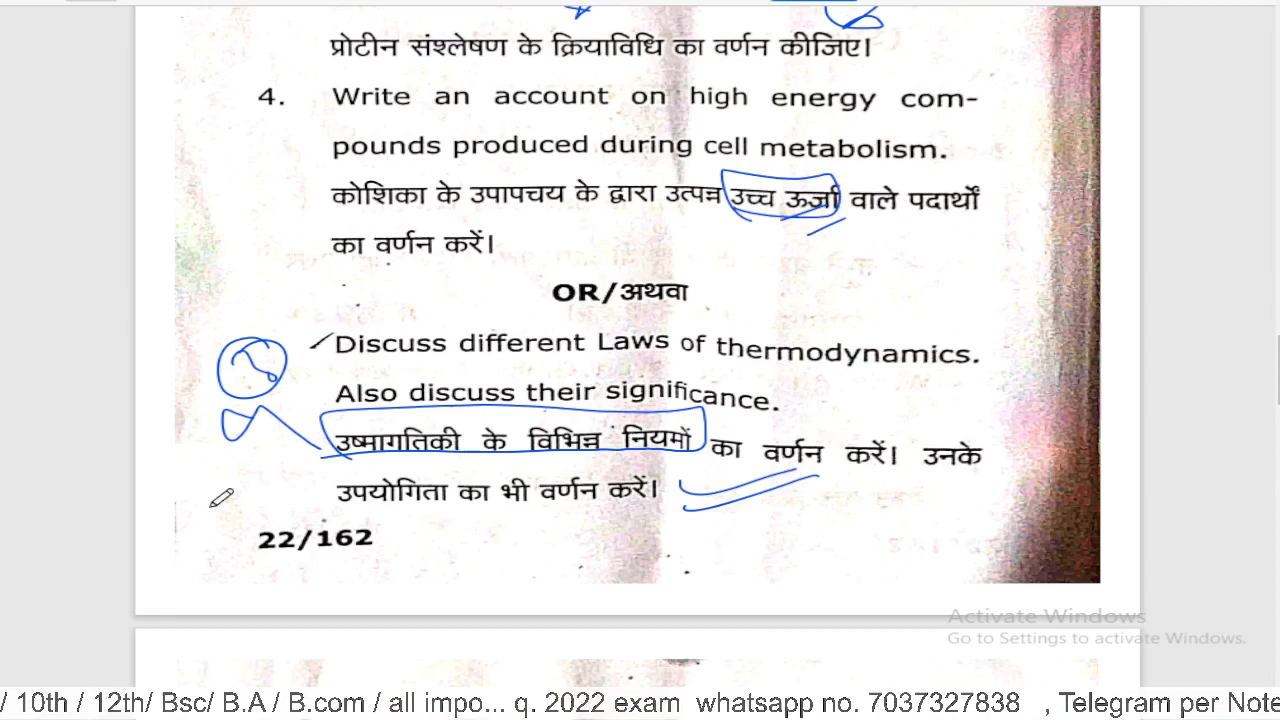 प्रोटीन संश्लेषण के क्रियाविधि का वर्णन कीजिए।
4. Write an account on high energy com-
pounds produced during cell metabolism.
कोशिका के उपापचय के द्वारा उत्पन्न उच्च ऊर्जा वाले पदार्थों
का वर्णन करें।
OR/अथवा
Discuss different Laws of thermodynamics.
Also discuss their significance.
उष्मागतिकी के विभिन्न नियमों का वर्णन करें। उनके
उपयोगिता का भी वर्णन करें।
22/162
Activate Windows
Go to Settings to activate Windows.
/ 10th / 12th/ Bsc/ B.A / B.com / all impo... q. 2022 exam whatsapp no. 7037327838 , Telegram per Note